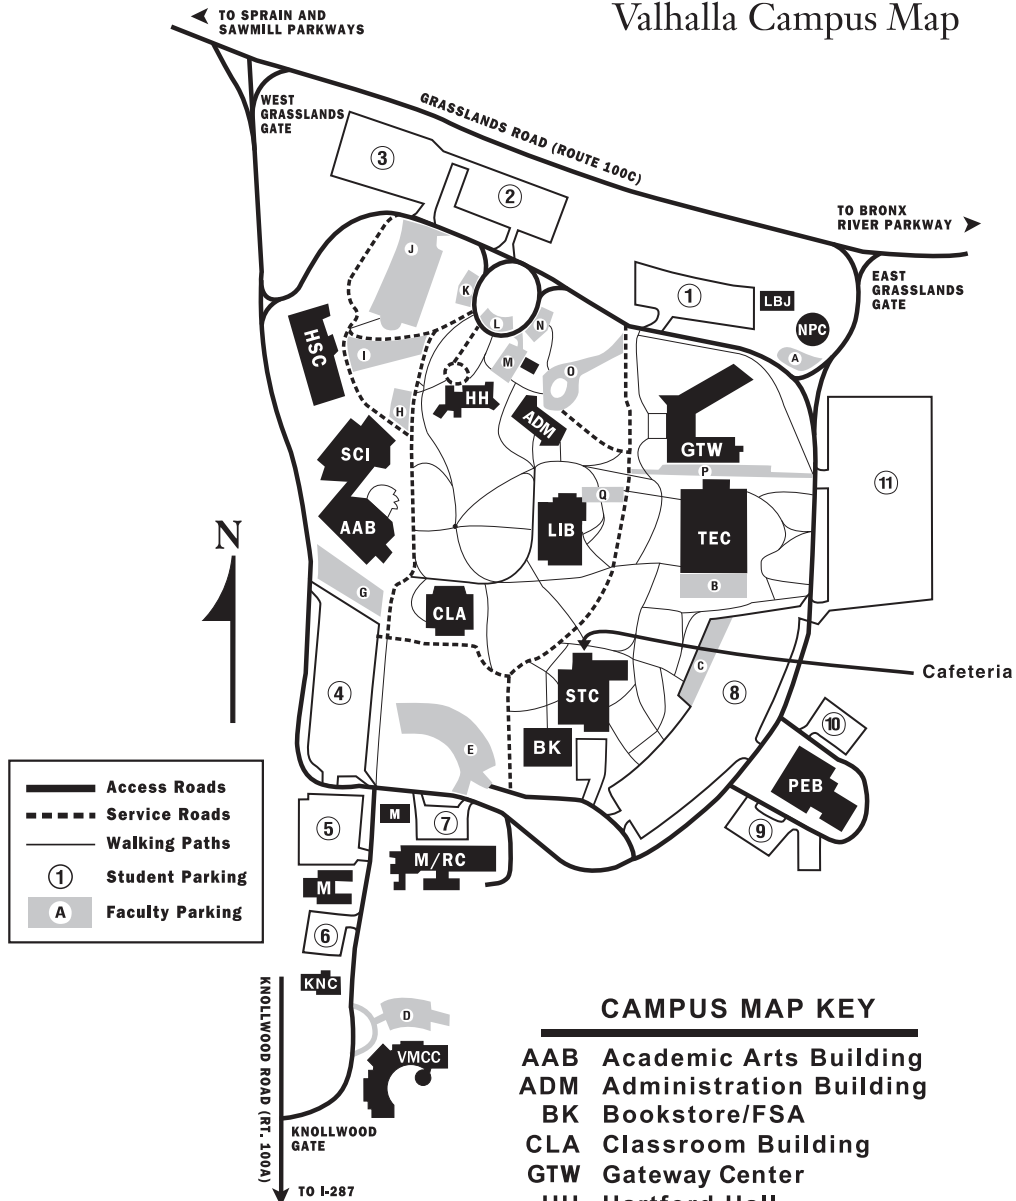 Valhalla Campus Map
TO SPRAIN AND
SAWMILL PARKWAYS
WEST
GRASSLANDS
GATE
GRASSLANDS ROAD (ROUTE 100C)
3
2
TO BRONX
RIVER PARKWAY
EAST
GRASSLANDS
GATE
J
K
L
N
M
O
1
LBJ
NPC
A
HSC
I
H
HH
ADM
GTW
P
SCI
AAB
LIB
Q
TEC
B
11
N
G
CLA
Cafeteria
4
STC
C
8
E
BK
10
PEB
9
Access Roads
Service Roads
Walking Paths
1 Student Parking
A Faculty Parking
5
M
7
M/RC
M
6
KNC
D
VMCC
KNOLLWOOD ROAD (RT. 100A)
KNOLLWOOD
GATE
TO I-287
CAMPUS MAP KEY
AAB Academic Arts Building
ADM Administration Building
BK Bookstore/FSA
CLA Classroom Building
GTW Gateway Center
HH Hartford Hall